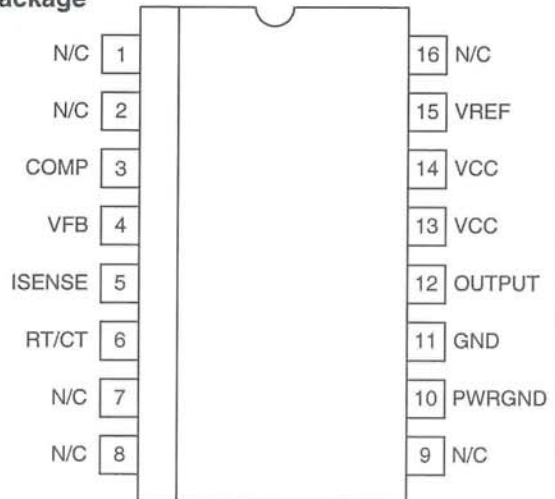 ackage
N/C 1 16 N/C
N/C 2 15 VREF
COMP 3 14 VCC
VFB 4 13 VCC
ISENSE 5 12 OUTPUT
RT/CT 6 11 GND
N/C 7 10 PWRGND
N/C 8 9 N/C